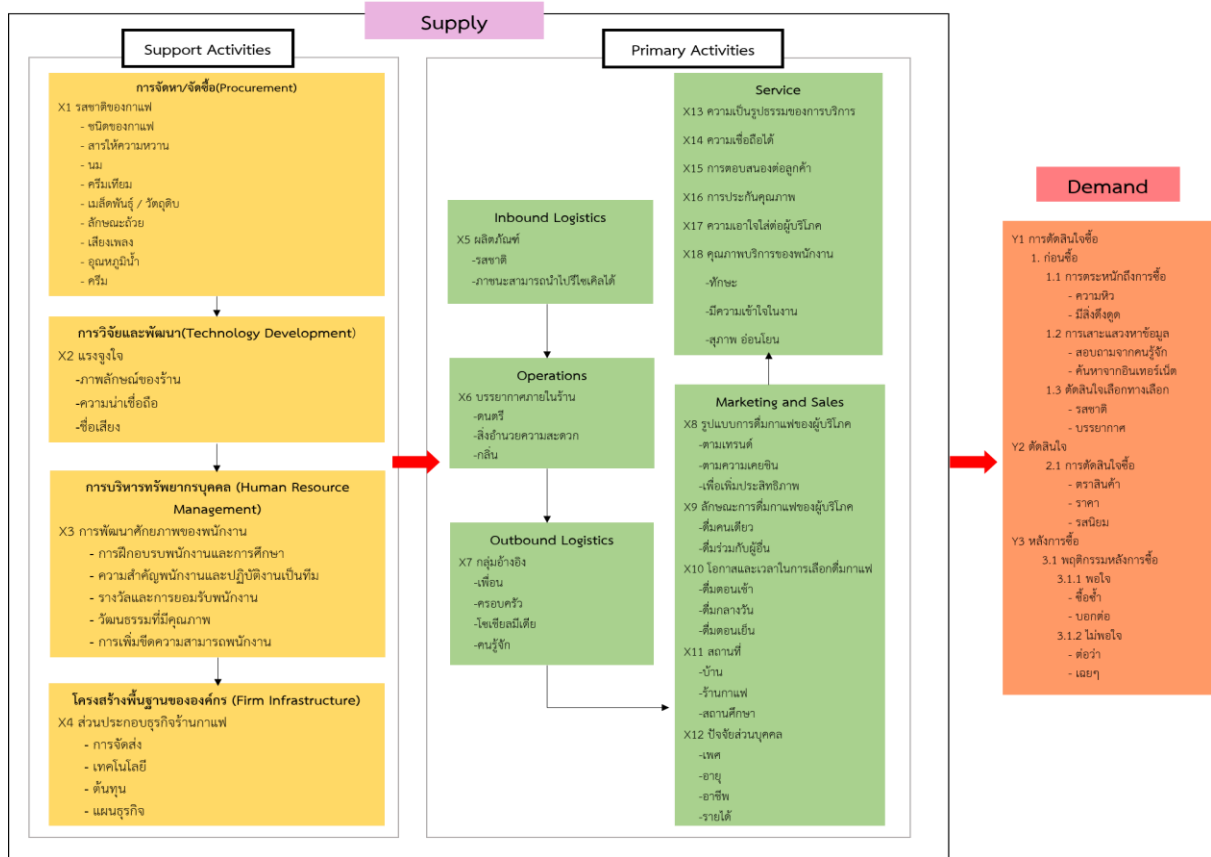 Supply
Support Activities
การจัดหา/จัดซื้อ(Procurement)
X1 รสชาติของกาแฟ
- ชนิดของกาแฟ
- สารให้ความหวาน
- นม
- ครีมเทียม
- เมล็ดพันธุ์ / วัตถุดิบ
- ลักษณะถ้วย
- เสียงเพลง
- อุณหภูมิน้ำ
- ครีม
การวิจัยและพัฒนา(Technology Development)
X2 แรงจูงใจ
-ภาพลักษณ์ของร้าน
-ความน่าเชื่อถือ
-ชื่อเสียง
การบริหารทรัพยากรบุคคล (Human Resource
Management)
X3 การพัฒนาศักยภาพของพนักงาน
- การฝึกอบรบพนักงานและการศึกษา
- ความสำคัญพนักงานและปฏิบัติงานเป็นทีม
- รางวัลและการยอมรับพนักงาน
- วัฒนธรรมที่มีคุณภาพ
- การเพิ่มขีดความสามารถพนักงาน
โครงสร้างพื้นฐานขององค์กร (Firm Infrastructure)
X4 ส่วนประกอบธุรกิจร้านกาแฟ
- การจัดส่ง
- เทคโนโลยี
- ต้นทุน
- แผนธุรกิจ
Primary Activities
Inbound Logistics
X5 ผลิตภัณฑ์
-รสชาติ
-ภาชนะสามารถนำไปรีไซเคิลได้
Operations
X6 บรรยากาศภายในร้าน
-ดนตรี
-สิ่งอำนวยความสะดวก
-กลิ่น
Outbound Logistics
X7 กลุ่มอ้างอิง
-เพื่อน
-ครอบครัว
-โซเชียลมีเดีย
-คนรู้จัก
Service
X13 ความเป็นรูปธรรมของการบริการ
X14 ความเชื่อถือได้
X15 การตอบสนองต่อลูกค้า
X16 การประกันคุณภาพ
X17 ความเอาใจใส่ต่อผู้บริโภค
X18 คุณภาพบริการของพนักงาน
-ทักษะ
-มีความเข้าใจในงาน
-สุภาพ อ่อนโยน
Marketing and Sales
X8 รูปแบบการดื่มกาแฟของผู้บริโภค
-ตามเทรนด์
-ตามความเคยชิน
-เพื่อเพิ่มประสิทธิภาพ
X9 ลักษณะการดื่มกาแฟของผู้บริโภค
-ดื่มคนเดียว
-ดื่มร่วมกับผู้อื่น
X10 โอกาสและเวลาในการเลือกดื่มกาแฟ
-ดื่มตอนเช้า
-ดื่มกลางวัน
-ดื่มตอนเย็น
X11 สถานที่
-บ้าน
-ร้านกาแฟ
-สถานศึกษา
X12 ปัจจัยส่วนบุคคล
-เพศ
-อายุ
-อาชีพ
-รายได้
Demand
Y1 การตัดสินใจซื้อ
1. ก่อนซื้อ
1.1 การตระหนักถึงการซื้อ
- ความหิว
- มีสิ่งดึงดูด
1.2 การเสาะแสวงหาข้อมูล
- สอบถามจากคนรู้จัก
- ค้นหาจากอินเทอร์เน็ต
1.3 ตัดสินใจเลือกทางเลือก
- รสชาติ
- บรรยากาศ
Y2 ตัดสินใจ
2.1 การตัดสินใจซื้อ
- ตราสินค้า
- ราคา
- รสนิยม
Y3 หลังการซื้อ
3.1 พฤติกรรมหลังการซื้อ
3.1.1 พอใจ
- ซื้อซ้ำ
- บอกต่อ
3.1.2 ไม่พอใจ
- ต่อว่า
- เฉยๆ